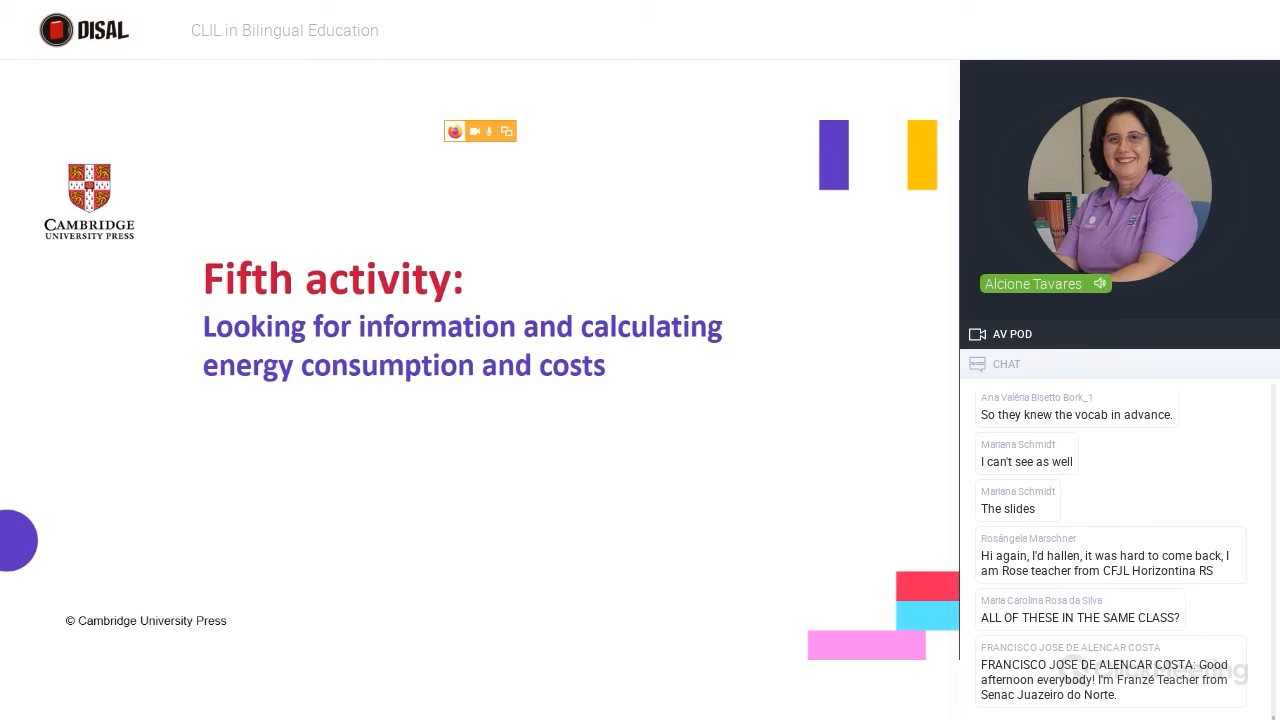 DISAL
CLIL in Bilingual Education
CAMBRIDGE
UNIVERSITY PRESS
Fifth activity:
Looking for information and calculating
energy consumption and costs
© Cambridge University Press
Alcione Tavares
AV POD
CHAT
Ana Valéria Bisetto Bork_1
So they knew the vocab in advance.
Mariana Schmidt
I can't see as well
Mariana Schmidt
The slides
Rosângela Marschner
Hi again, I'd hallen, it was hard to come back, I
am Rose teacher from CFJL Horizontina RS
Maria Carolina Rosa da Silva
ALL OF THESE IN THE SAME CLASS?
FRANCISCO JOSE DE ALENCAR COSTA
FRANCISCO JOSE DE ALENCAR COSTA: Good
afternoon everybody! I'm Franzé Teacher from
Senac Juazeiro do Norte.